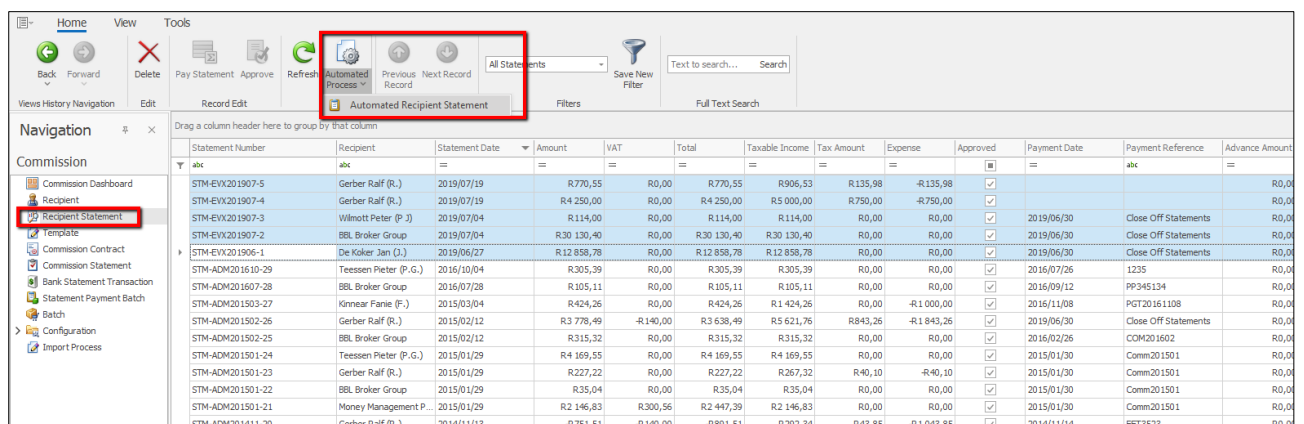 Home View Tools
Back Forward Delete Pay Statement Approve Refresh Automated Process Previous Record Next Record All Statements Save New Filter Text to search... Search
Views History Navigation Edit Record Edit Automated Recipient Statement Filters Full Text Search
Navigation
Drag a column header here to group by that column
Statement Number Recipient Statement Date Amount VAT Total Taxable Income Tax Amount Expense Approved Payment Date Payment Reference Advance Amount
abc abc = = = = = = = = abc =
Commission
Commission Dashboard
Recipient
Recipient Statement
Template
Commission Contract
Commission Statement
Bank Statement Transaction
Statement Payment Batch
Batch
Configuration
Import Process
STM-EVX201907-5 Gerber Ralf (R.) 2019/07/19 R770,55 R0,00 R770,55 R906,53 R135,98 -R135,98 R0,00
STM-EVX201907-4 Gerber Ralf (R.) 2019/07/19 R4 250,00 R0,00 R4 250,00 R5 000,00 R750,00 -R750,00 R0,00
STM-EVX201907-3 Wilmott Peter (P J) 2019/07/04 R114,00 R0,00 R114,00 R114,00 R0,00 R0,00 2019/06/30 Close Off Statements R0,00
STM-EVX201907-2 BBL Broker Group 2019/07/04 R30 130,40 R0,00 R30 130,40 R30 130,40 R0,00 R0,00 2019/06/30 Close Off Statements R0,00
STM-EVX201906-1 De Koker Jan (J.) 2019/06/27 R12 858,78 R0,00 R12 858,78 R12 858,78 R0,00 R0,00 2019/06/30 Close Off Statements R0,00
STM-ADM201610-29 Teessen Pieter (P.G.) 2016/10/04 R305,39 R0,00 R305,39 R305,39 R0,00 R0,00 2016/07/26 1235 R0,00
STM-ADM201607-28 BBL Broker Group 2016/07/28 R105,11 R0,00 R105,11 R105,11 R0,00 R0,00 2016/09/12 PP345134 R0,00
STM-ADM201503-27 Kinnear Fanie (F.) 2015/03/04 R424,26 R0,00 R424,26 R1 424,26 R0,00 -R1 000,00 2016/11/08 PGT20161108 R0,00
STM-ADM201502-26 Gerber Ralf (R.) 2015/02/12 R3 778,49 -R140,00 R3 638,49 R5 621,76 R843,26 -R1 843,26 2019/06/30 Close Off Statements R0,00
STM-ADM201502-25 BBL Broker Group 2015/02/12 R315,32 R0,00 R315,32 R315,32 R0,00 R0,00 2016/02/26 COM201602 R0,00
STM-ADM201501-24 Teessen Pieter (P.G.) 2015/01/29 R4 169,55 R0,00 R4 169,55 R4 169,55 R0,00 R0,00 2015/01/30 Comm201501 R0,00
STM-ADM201501-23 Gerber Ralf (R.) 2015/01/29 R227,22 R0,00 R227,22 R267,32 R40,10 -R40,10 2015/01/30 Comm201501 R0,00
STM-ADM201501-22 BBL Broker Group 2015/01/29 R35,04 R0,00 R35,04 R35,04 R0,00 R0,00 2015/01/30 Comm201501 R0,00
STM-ADM201501-21 Money Management P... 2015/01/29 R2 146,83 R300,56 R2 447,39 R2 146,83 R0,00 R0,00 2015/01/30 Comm201501 R0,00